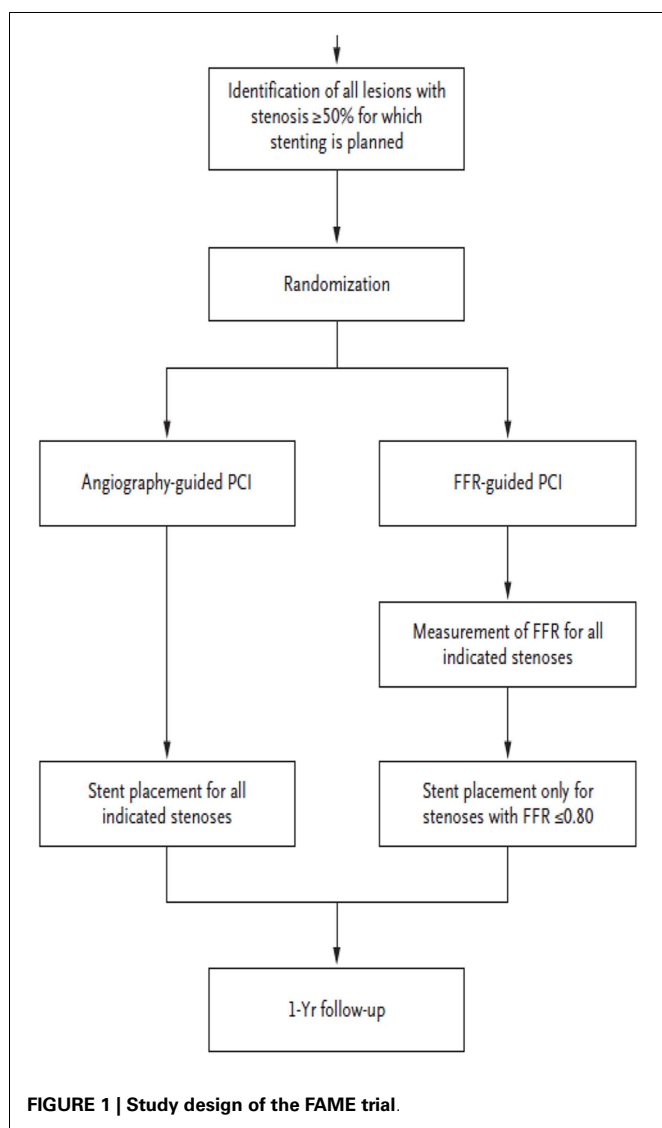 Identification of all lesions with
stenosis ≥50% for which
stenting is planned
Randomization
Angiography-guided PCI
FFR-guided PCI
Measurement of FFR for all
indicated stenoses
Stent placement for all
indicated stenoses
Stent placement only for
stenoses with FFR ≤0.80
1-Yr follow-up
FIGURE 1 | Study design of the FAME trial.